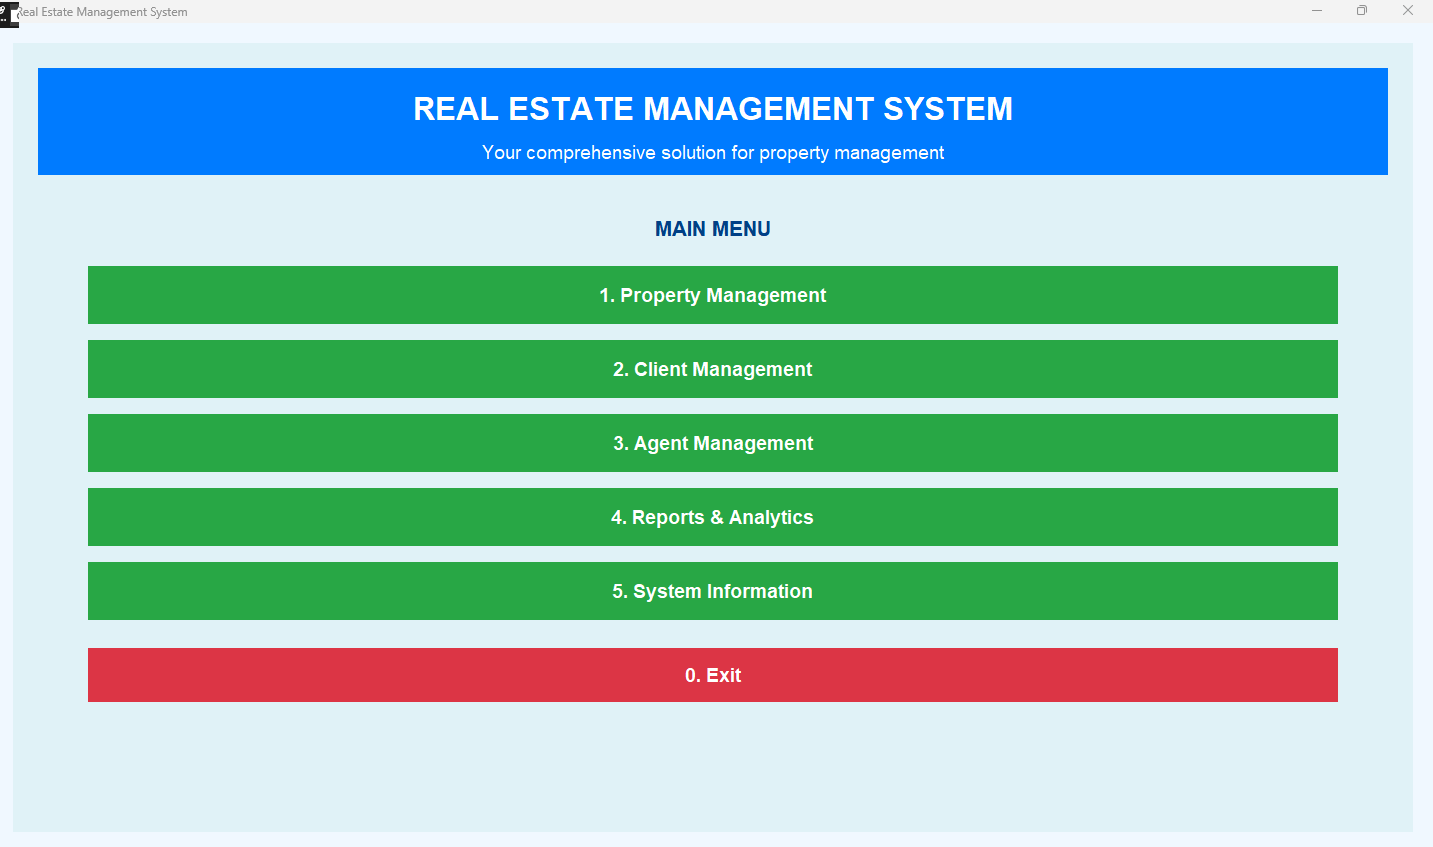 Real Estate Management System
REAL ESTATE MANAGEMENT SYSTEM
Your comprehensive solution for property management
MAIN MENU
1. Property Management
2. Client Management
3. Agent Management
4. Reports & Analytics
5. System Information
0. Exit